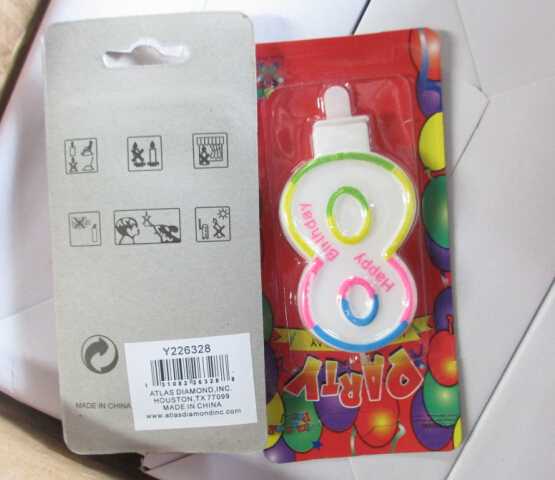 Y226328
ATLAS DIAMOND, INC.
HOUSTON, TX 77099
MADE IN CHINA
www.atlasdiamondinc.com
MADE IN CHINA
8
Happy Birthday
PARTY